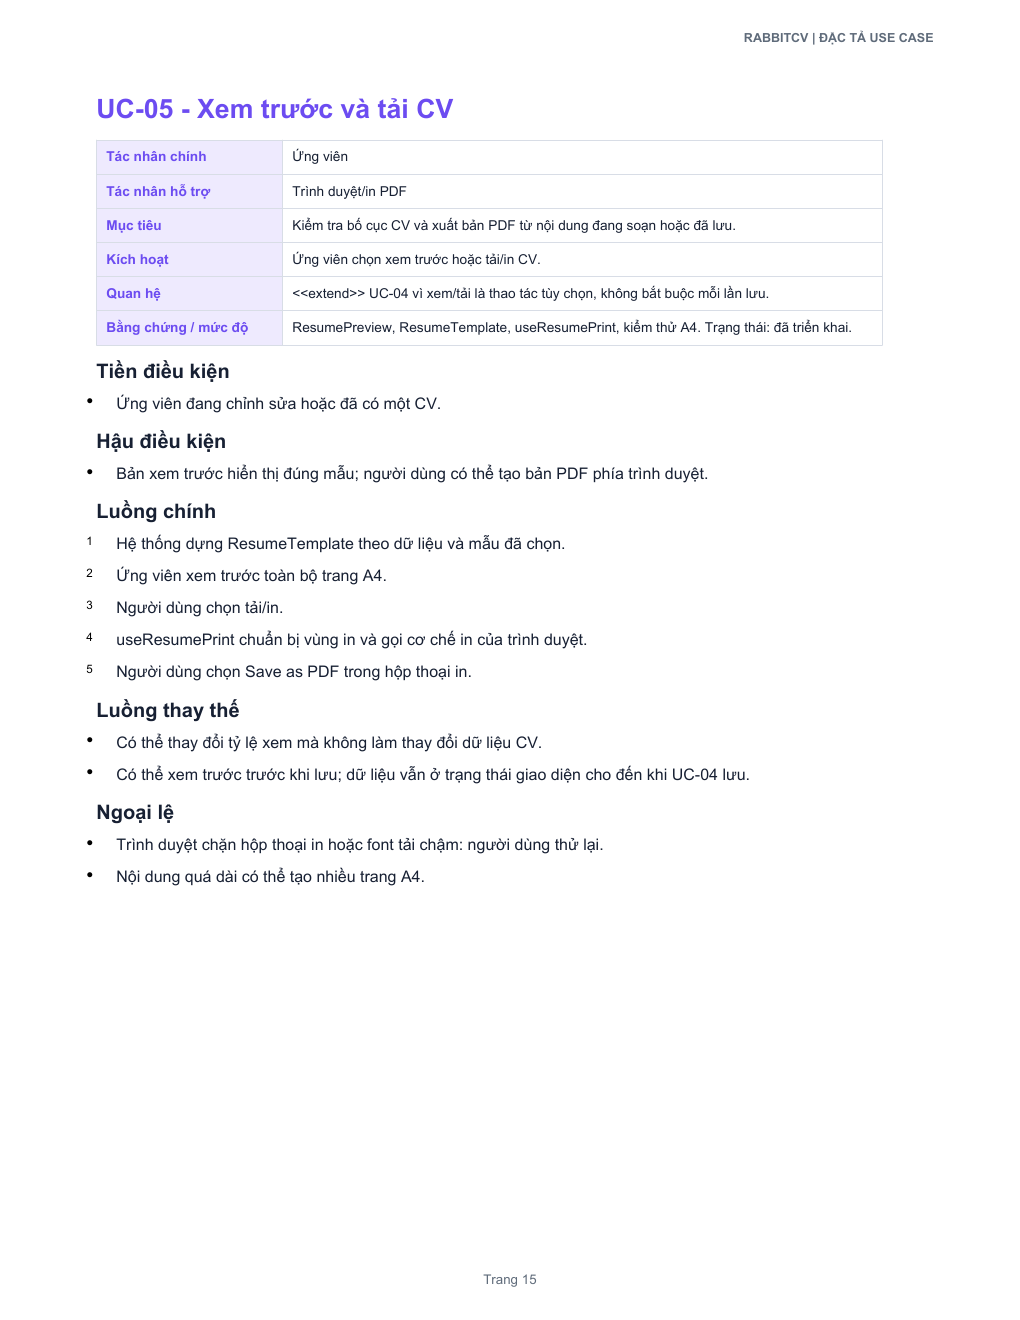 RABBITCV | ĐẶC TẢ USE CASE
UC-05 - Xem trước và tải CV
Tác nhân chính Ứng viên
Tác nhân hỗ trợ Trình duyệt/in PDF
Mục tiêu Kiểm tra bố cục CV và xuất bản PDF từ nội dung đang soạn hoặc đã lưu.
Kích hoạt Ứng viên chọn xem trước hoặc tải/in CV.
Quan hệ <<extend>> UC-04 vì xem/tải là thao tác tùy chọn, không bắt buộc mỗi lần lưu.
Bằng chứng / mức độ ResumePreview, ResumeTemplate, useResumePrint, kiểm thử A4. Trạng thái: đã triển khai.
Tiền điều kiện
• Ứng viên đang chỉnh sửa hoặc đã có một CV.
Hậu điều kiện
• Bản xem trước hiển thị đúng mẫu; người dùng có thể tạo bản PDF phía trình duyệt.
Luồng chính
1 Hệ thống dựng ResumeTemplate theo dữ liệu và mẫu đã chọn.
2 Ứng viên xem trước toàn bộ trang A4.
3 Người dùng chọn tải/in.
4 useResumePrint chuẩn bị vùng in và gọi cơ chế in của trình duyệt.
5 Người dùng chọn Save as PDF trong hộp thoại in.
Luồng thay thế
• Có thể thay đổi tỷ lệ xem mà không làm thay đổi dữ liệu CV.
• Có thể xem trước trước khi lưu; dữ liệu vẫn ở trạng thái giao diện cho đến khi UC-04 lưu.
Ngoại lệ
• Trình duyệt chặn hộp thoại in hoặc font tải chậm: người dùng thử lại.
• Nội dung quá dài có thể tạo nhiều trang A4.
Trang 15